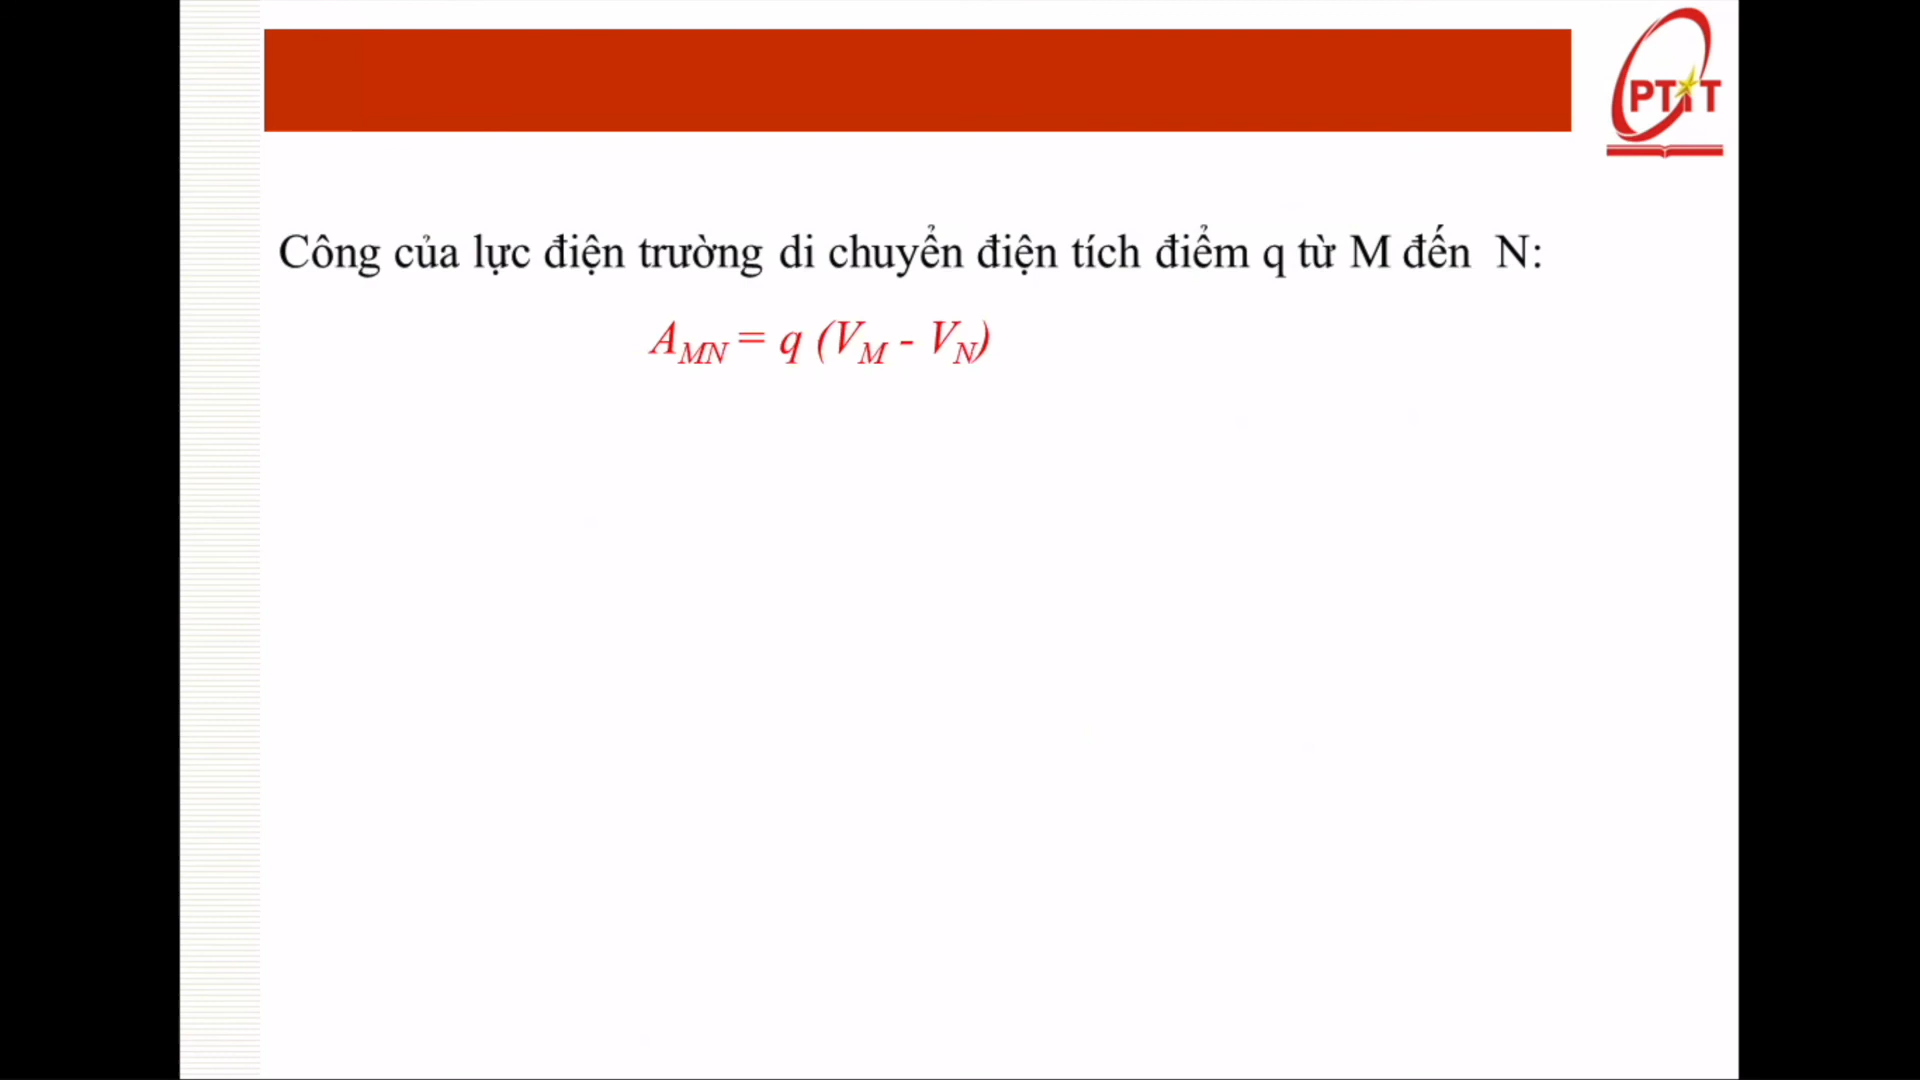 PTIT
Công của lực điện trường di chuyển điện tích điểm q từ M đến N:
A_MN = q (V_M - V_N)